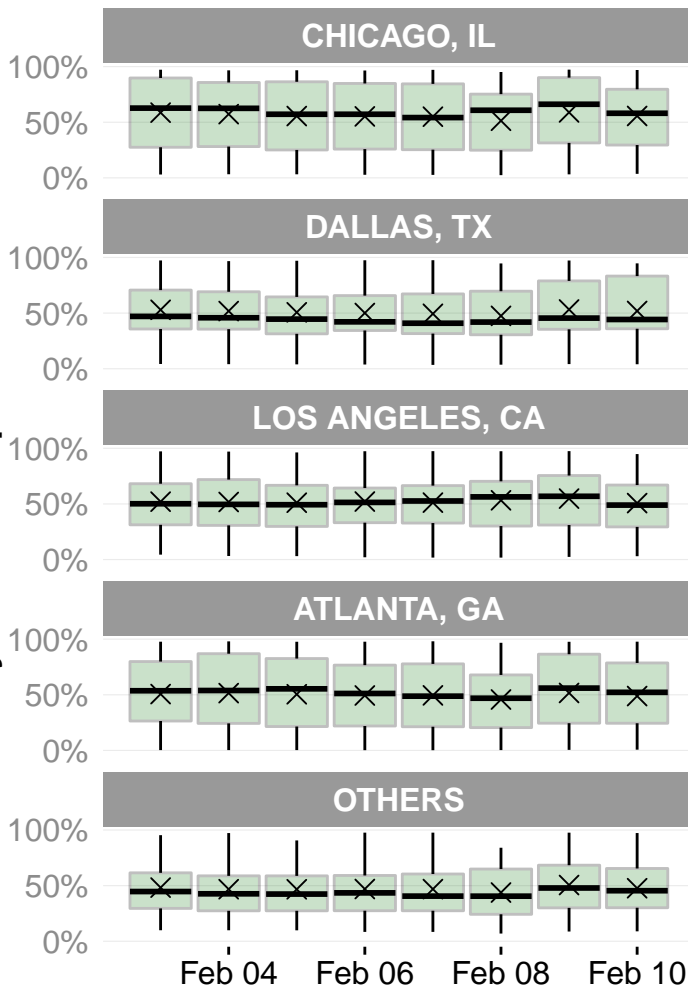 CHICAGO, IL
100%
50%
0%
DALLAS, TX
100%
50%
0%
LOS ANGELES, CA
100%
50%
0%
ATLANTA, GA
100%
50%
0%
OTHERS
100%
50%
0%
Feb 04 Feb 06 Feb 08 Feb 10